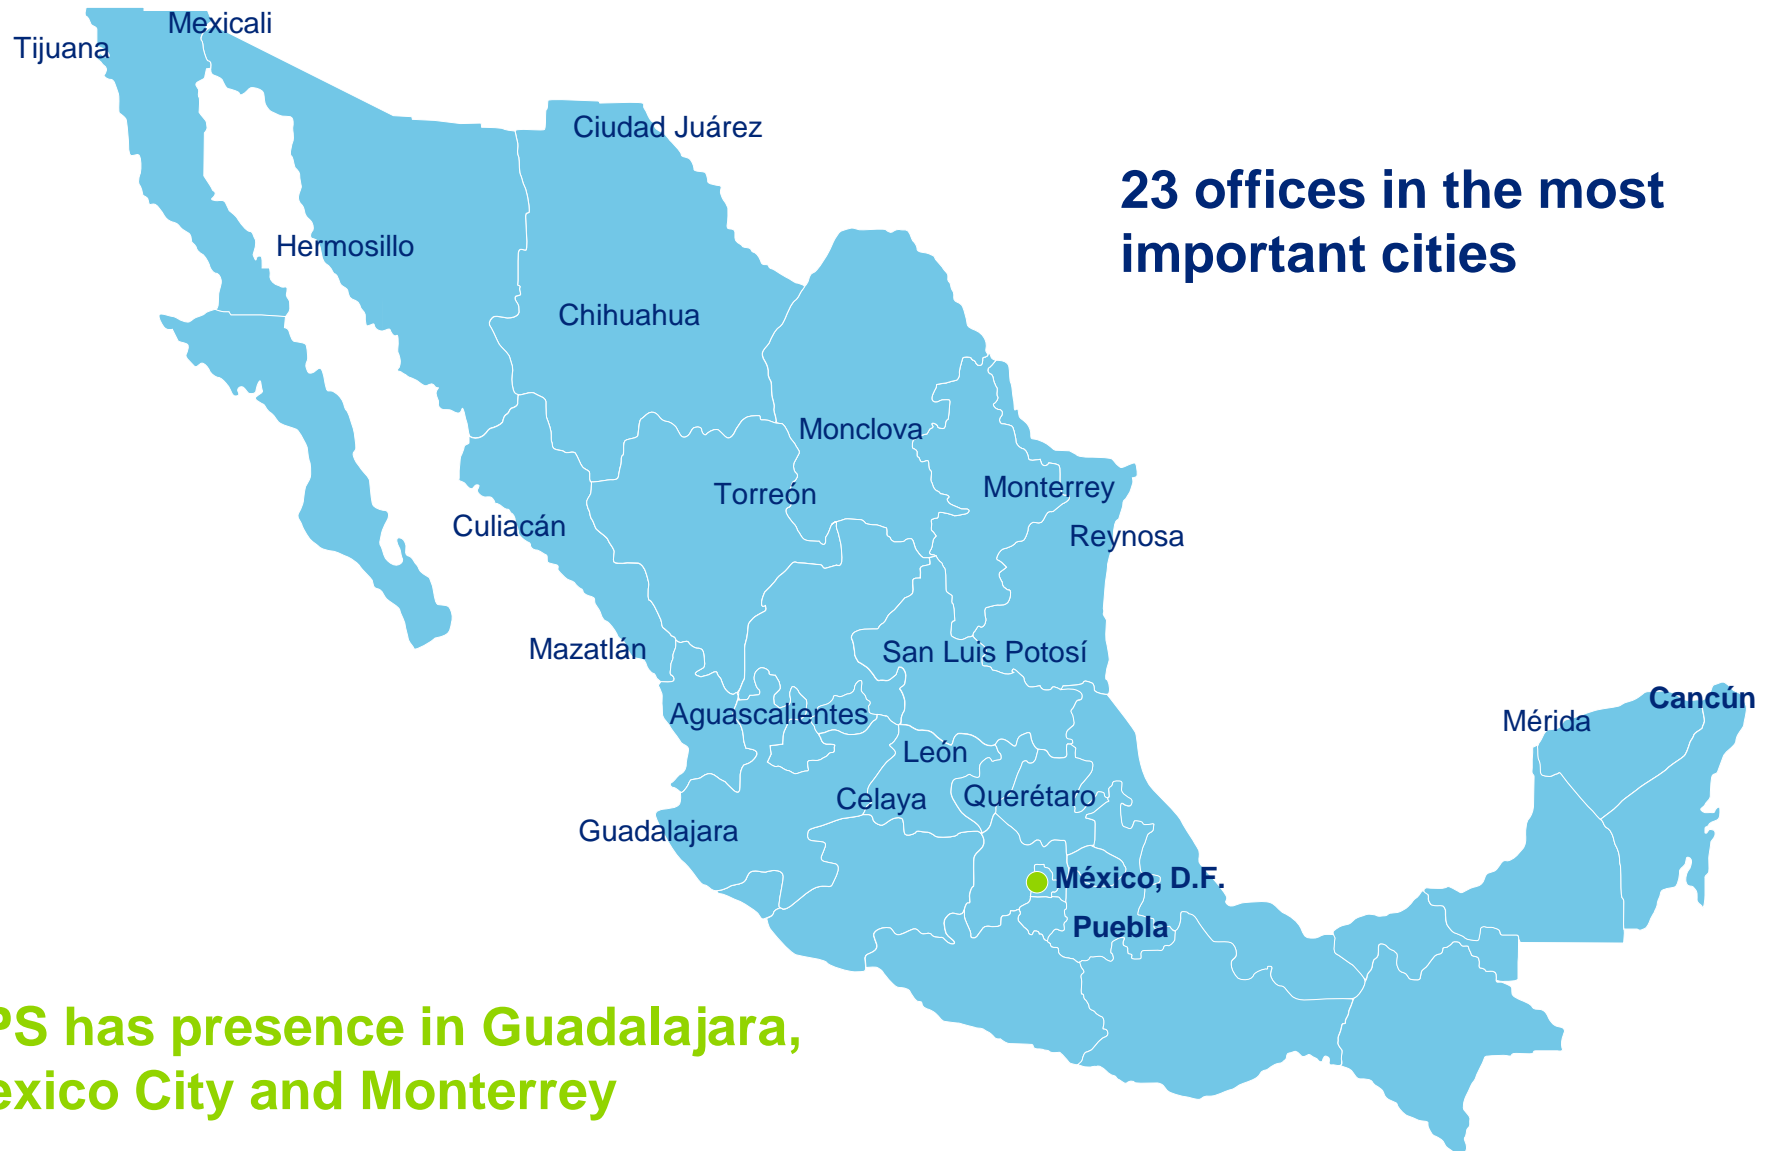 Mexicali
Tijuana
Ciudad Juárez
23 offices in the most
important cities
Hermosillo
Chihuahua
Monclova
Torreón
Monterrey
Culiacán
Reynosa
Mazatlán
San Luis Potosí
Cancún
Aguascalientes
Mérida
León
Celaya
Querétaro
Guadalajara
México, D.F.
Puebla
PS has presence in Guadalajara,
exico City and Monterrey